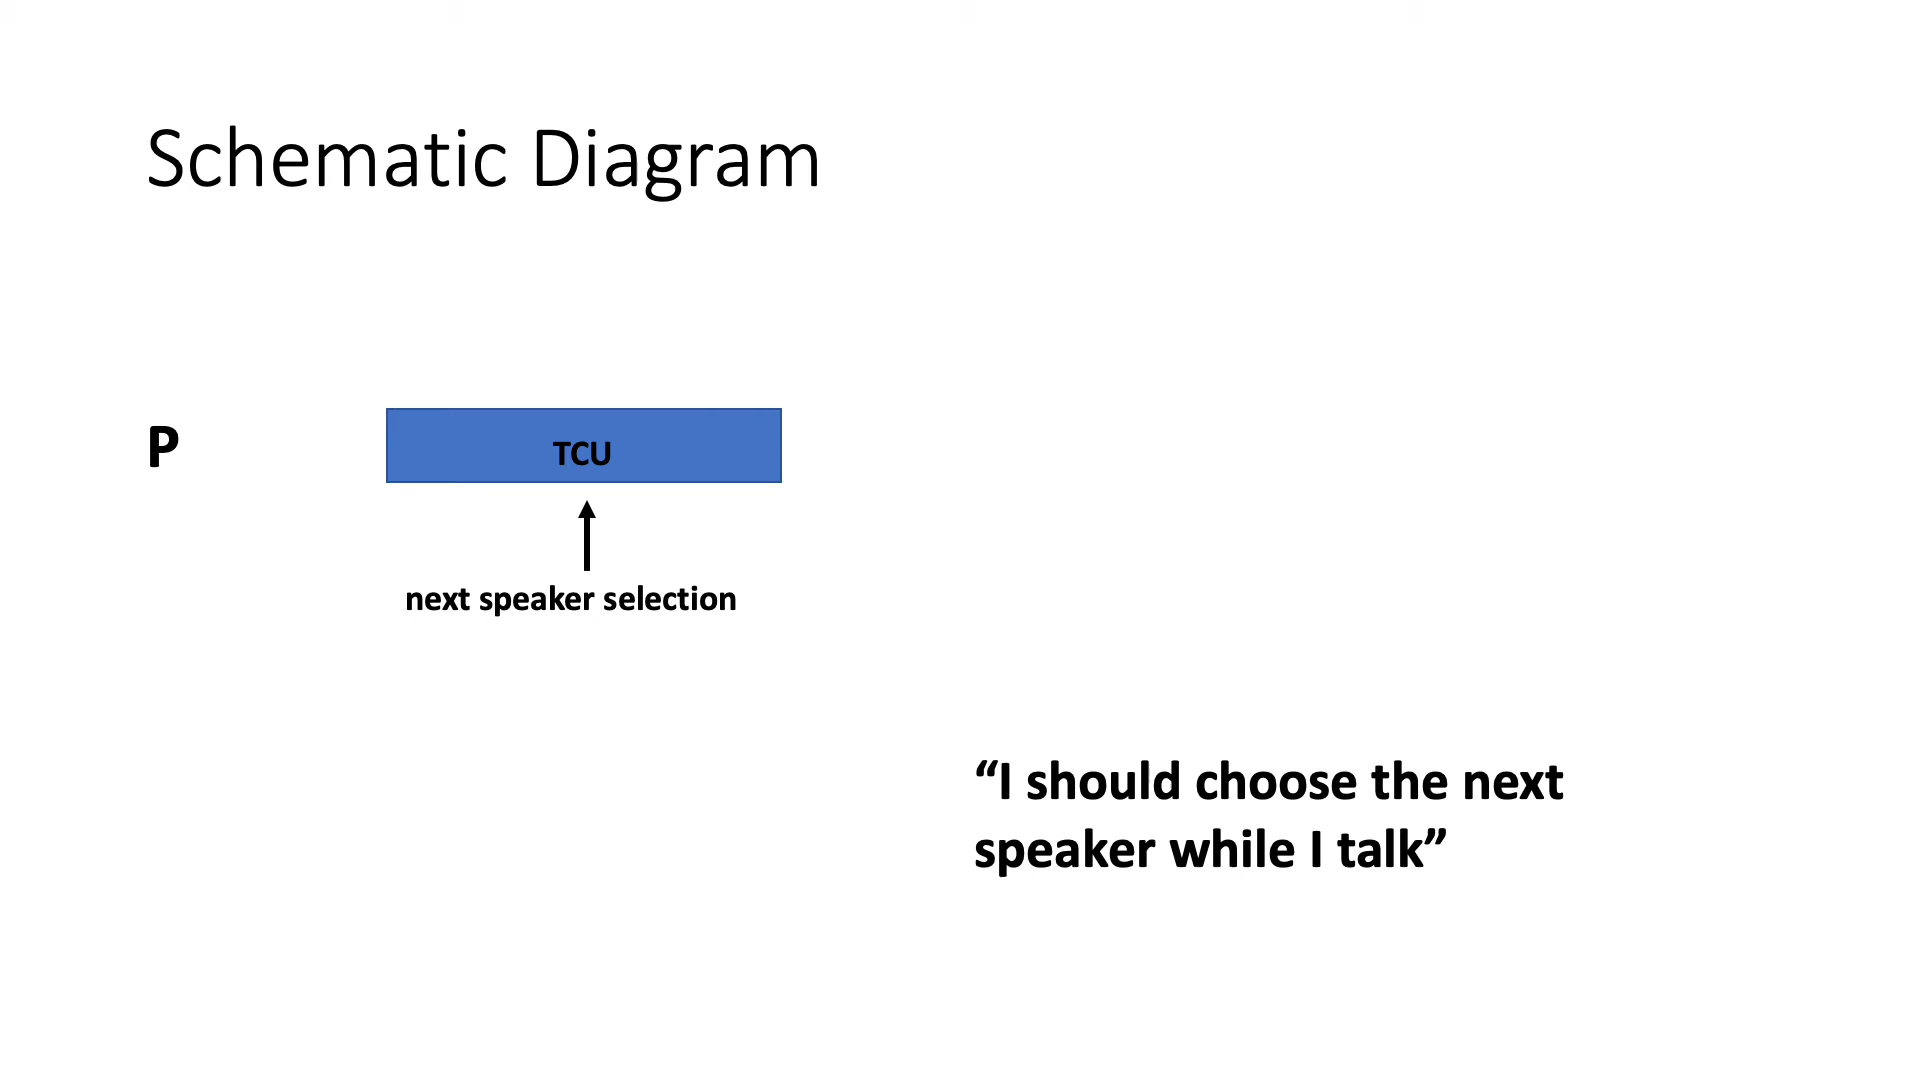 Schematic Diagram
P
TCU
next speaker selection
“I should choose the next
speaker while I talk”